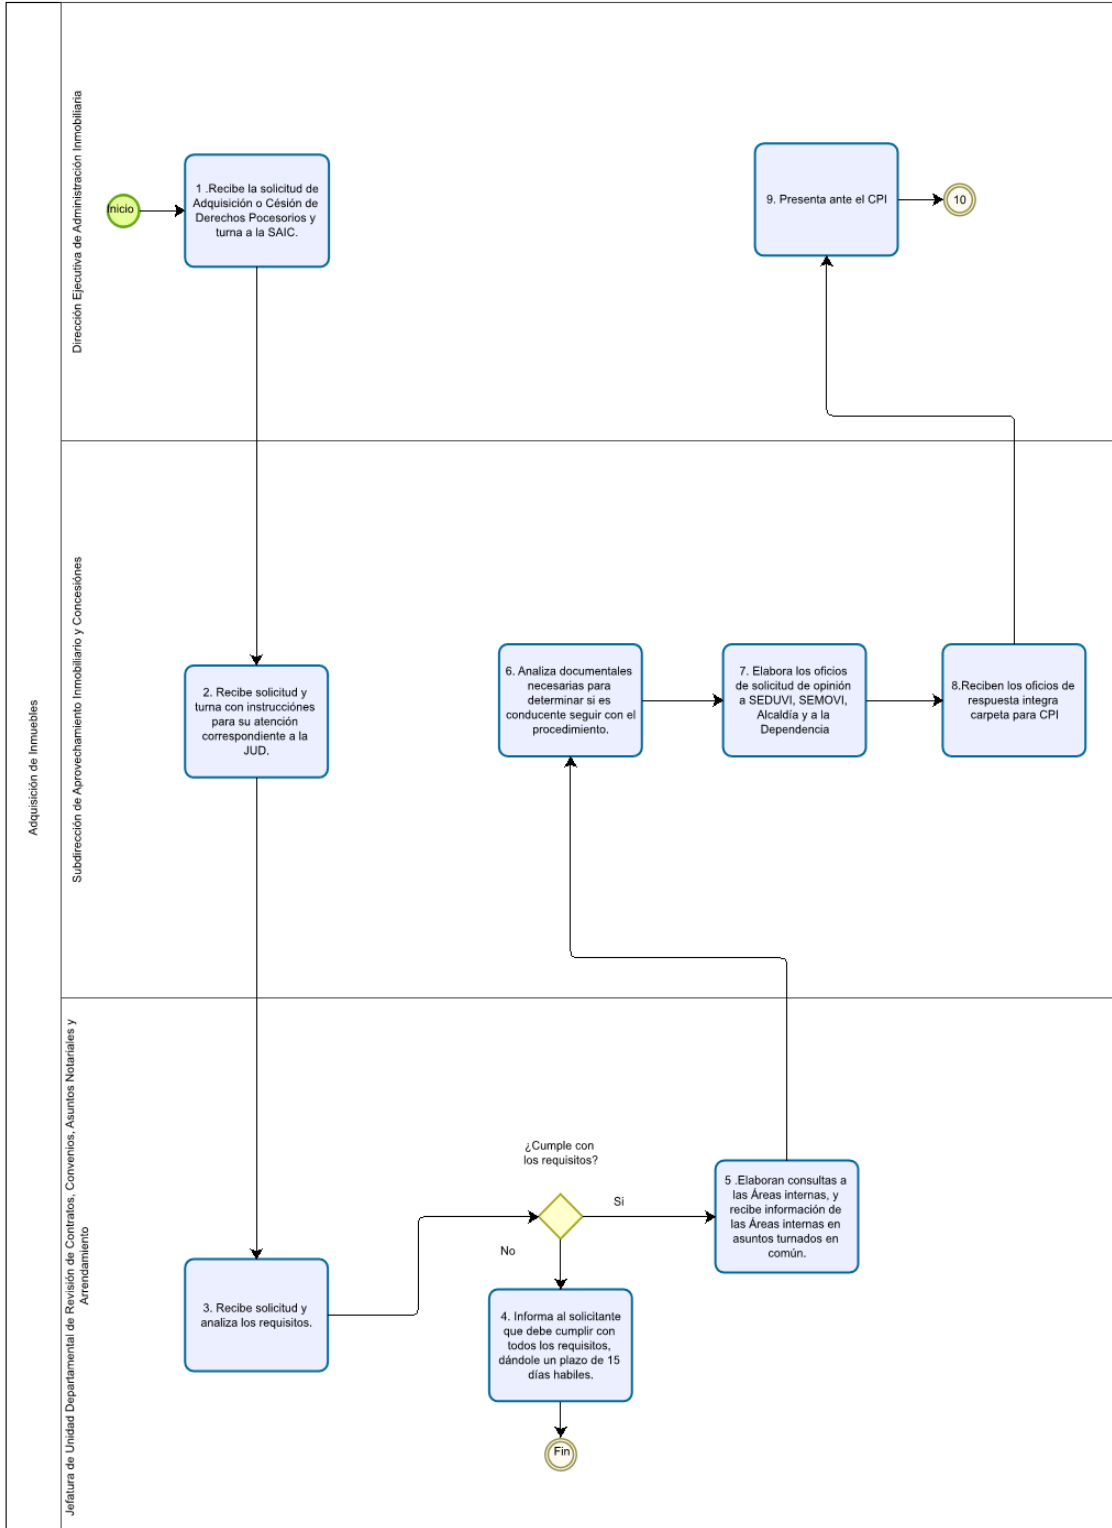 Adquisición de Inmuebles
Dirección Ejecutiva de Administración Inmobiliaria
Inicio
1 .Recibe la solicitud de
Adquisición o Césión de
Derechos Pocesorios y
turna a la SAIC.
9. Presenta ante el CPI
10
Subdirección de Aprovechamiento Inmobiliario y Concesiónes
2. Recibe solicitud y
turna con instrucciónes
para su atención
correspondiente a la
JUD.
6. Analiza documentales
necesarias para
determinar si es
conducente seguir con el
procedimiento.
7. Elabora los oficios
de solicitud de opinión
a SEDUVI, SEMOVI,
Alcaldía y a la
Dependencia
8.Reciben los oficios de
respuesta integra
carpeta para CPI
Jefatura de Unidad Departamental de Revisión de Contratos, Convenios, Asuntos Notariales y
Arrendamiento
3. Recibe solicitud y
analiza los requisitos.
¿Cumple con
los requisitos?
Si
No
5 .Elaboran consultas a
las Áreas internas, y
recibe información de
las Áreas internas en
asuntos turnados en
común.
4. Informa al solicitante
que debe cumplir con
todos los requisitos,
dándole un plazo de 15
días habiles.
Fin